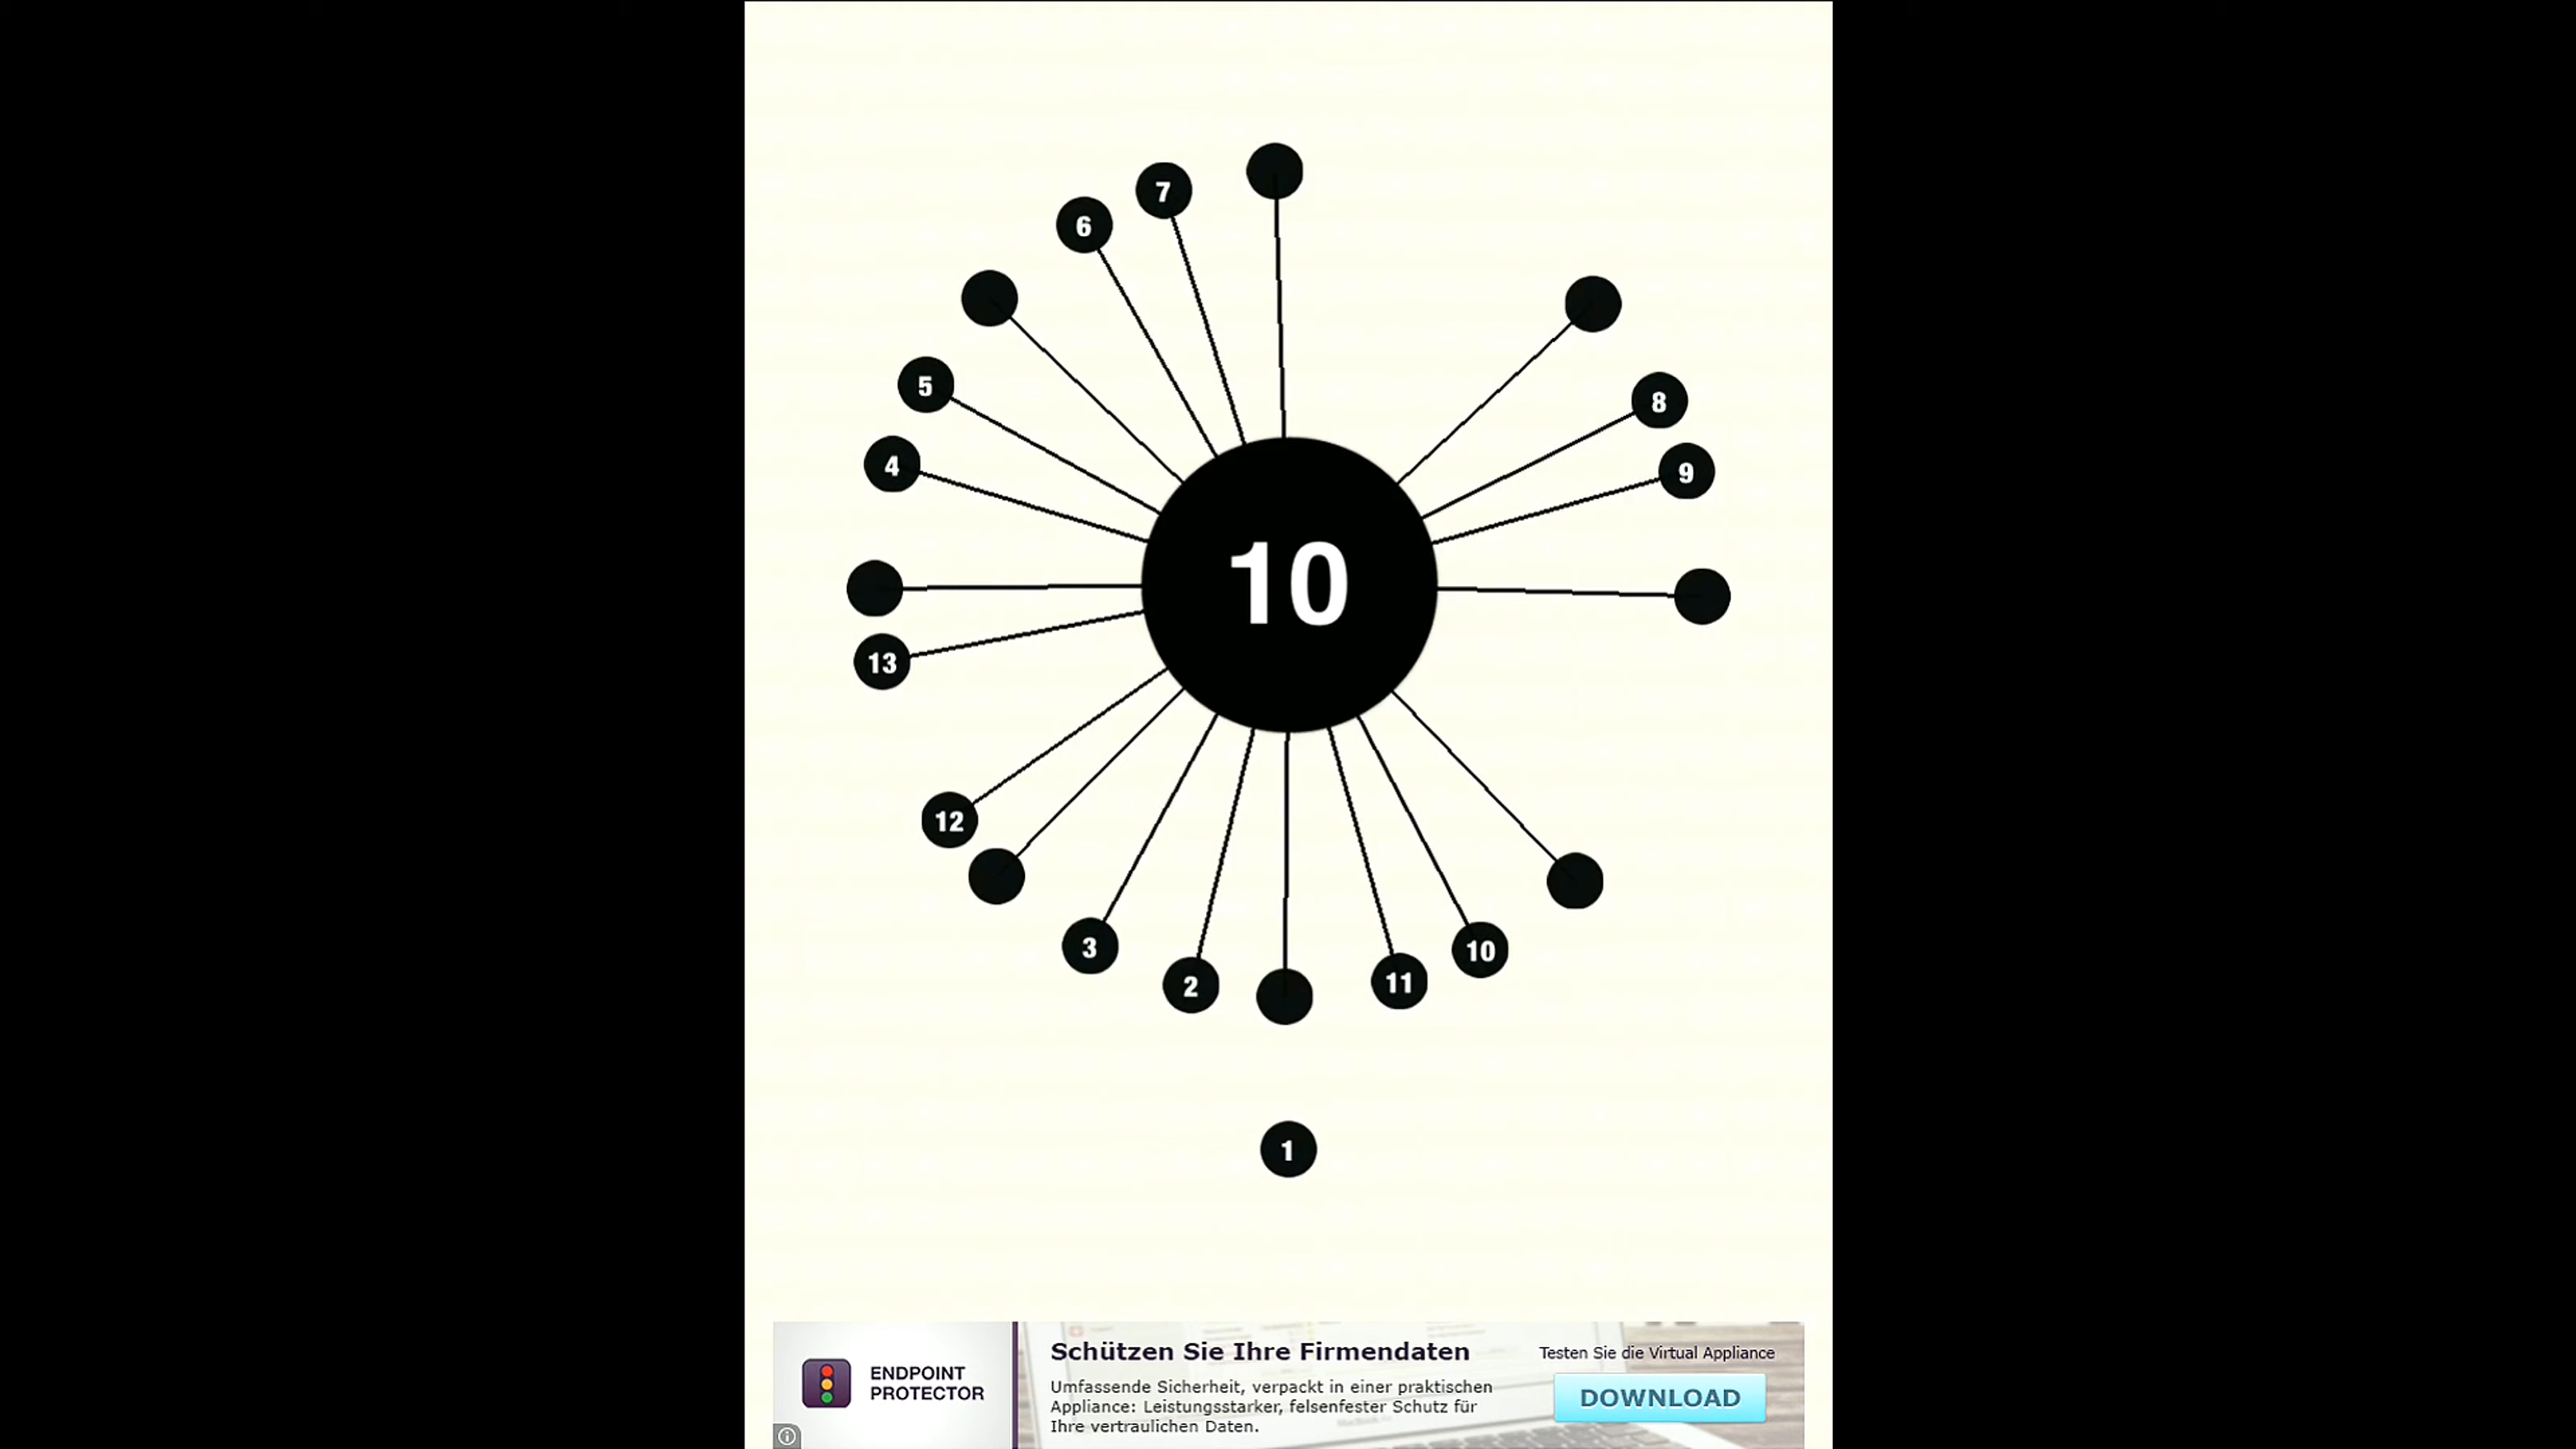 7
6
5
8
4
9
10
13
12
3
10
2
11
1
ENDPOINT
PROTECTOR
Schützen Sie Ihre Firmendaten
Umfassende Sicherheit, verpackt in einer praktischen
Appliance: Leistungsstarker, felsenfester Schutz für
Ihre vertraulichen Daten.
Testen Sie die Virtual Appliance
DOWNLOAD